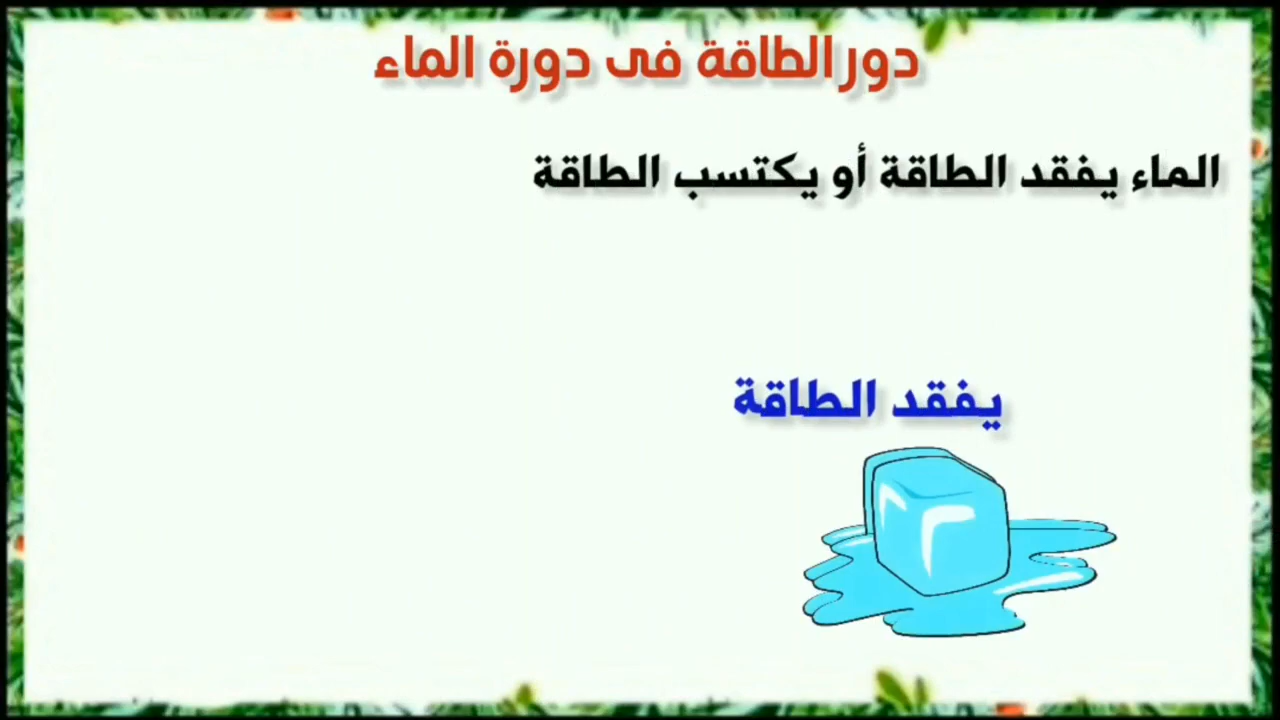 دور الطاقة فى دورة الماء
الماء يفقد الطاقة أو يكتسب الطاقة
يفقد الطاقة